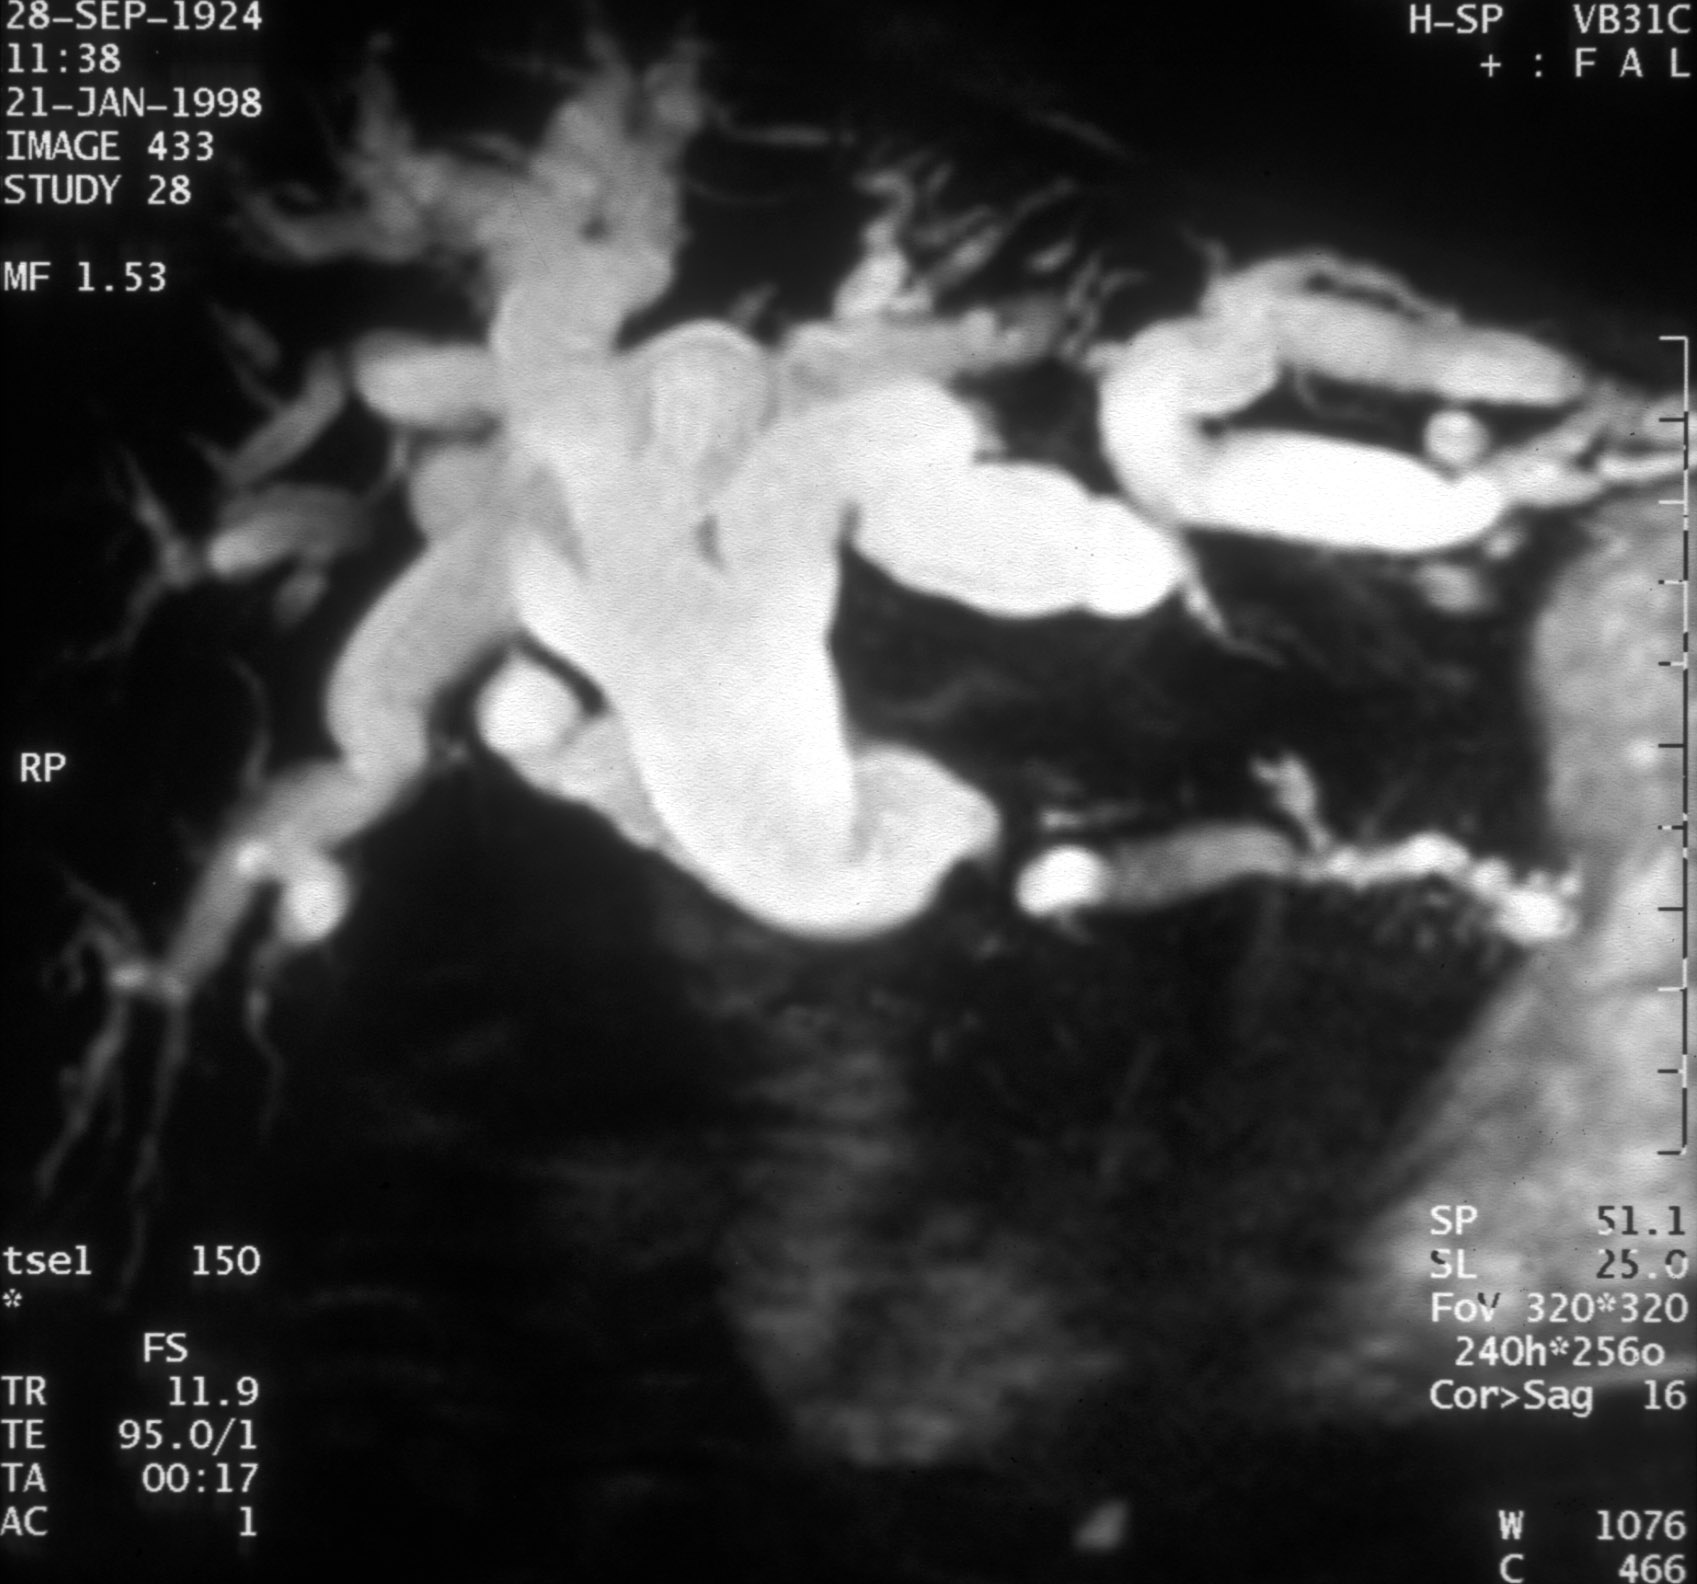 28-SEP-1924
11:38
21-JAN-1998
IMAGE 433
STUDY 28
MF 1.53
H-SP VB31C
+ : F A L
RP
tsel 150
*
FS
TR 11.9
TE 95.0/1
TA 00:17
AC 1
SP 51.1
SL 25.0
FoV 320*320
240h*256o
Cor>Sag 16
W 1076
C 466